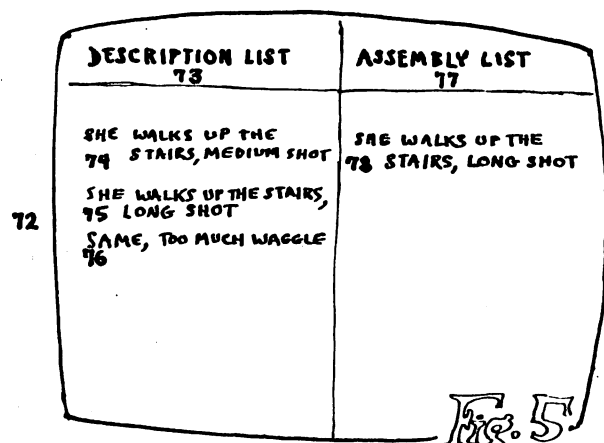 DESCRIPTION LIST
73
SHE WALKS UP THE
74 STAIRS, MEDIUM SHOT
SHE WALKS UP THE STAIRS,
75 LONG SHOT
SAME, TOO MUCH WAGGLE
76
ASSEMBLY LIST
77
SHE WALKS UP THE
78 STAIRS, LONG SHOT
72
Fig. 5